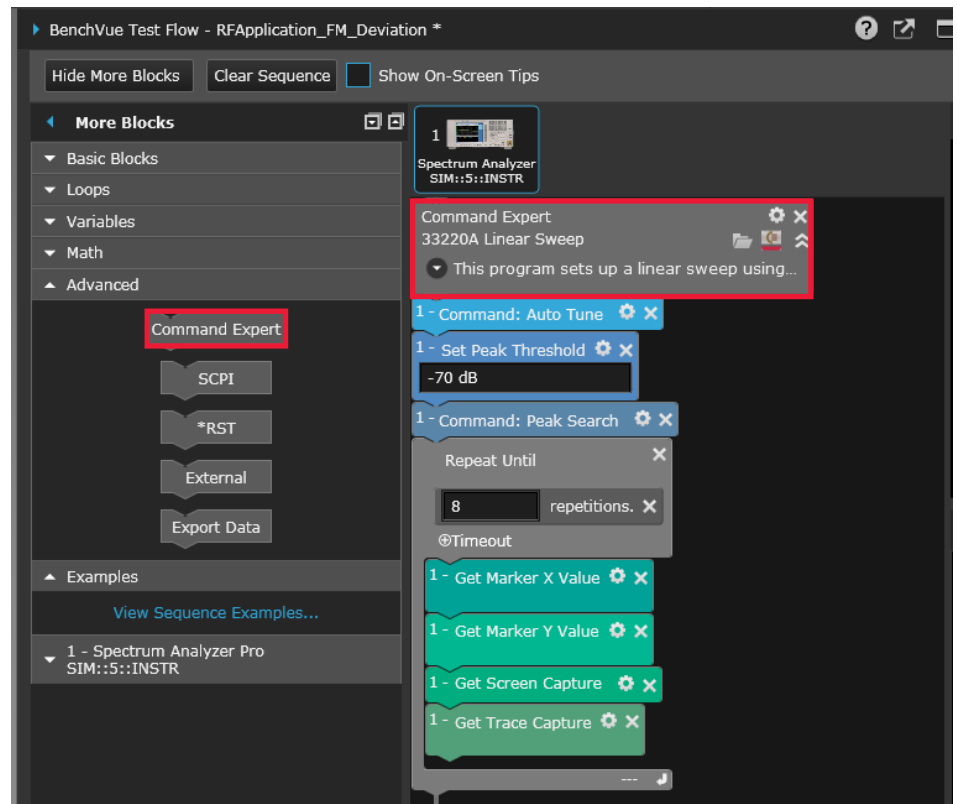 BenchVue Test Flow - RFApplication_FM_Deviation *
Hide More Blocks
Clear Sequence
Show On-Screen Tips
More Blocks
Basic Blocks
Loops
Variables
Math
Advanced
Command Expert
SCPI
*RST
External
Export Data
Examples
View Sequence Examples...
1 - Spectrum Analyzer Pro
SIM::5::INSTR
1
Spectrum Analyzer
SIM::5::INSTR
Command Expert
33220A Linear Sweep
This program sets up a linear sweep using...
1 - Command: Auto Tune
1 - Set Peak Threshold
-70 dB
1 - Command: Peak Search
Repeat Until
8 repetitions.
⊕Timeout
1 - Get Marker X Value
1 - Get Marker Y Value
1 - Get Screen Capture
1 - Get Trace Capture
---